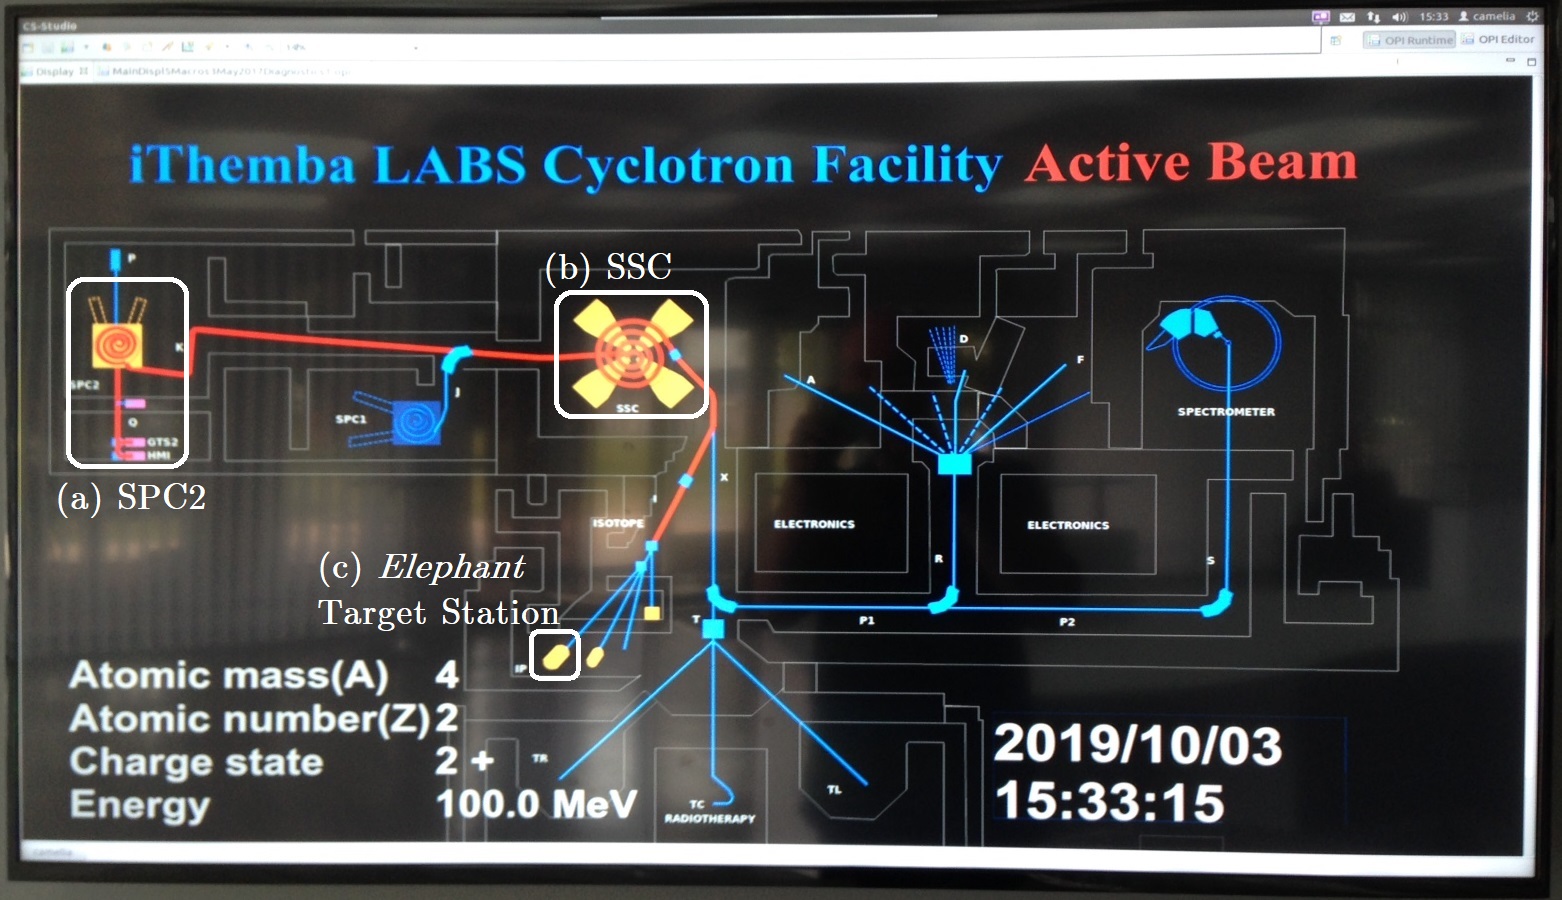 CS-Studio
15:33 camelia
OPI Runtime OPI Editor
Display
iThemba LABS Cyclotron Facility Active Beam
P
K
SPC2
Q
GTS2
HMI
(a) SPC2
SPC1
J
(b) SSC
SSC
A
D
F
SPECTROMETER
X
I
ISOTOPE
ELECTRONICS
ELECTRONICS
R
S
(c) Elephant
Target Station
IP
T
P1
P2
TR
TC
RADIOTHERAPY
TL
Atomic mass(A) 4
Atomic number(Z) 2
Charge state 2 +
Energy 100.0 MeV
2019/10/03
15:33:15
camelia